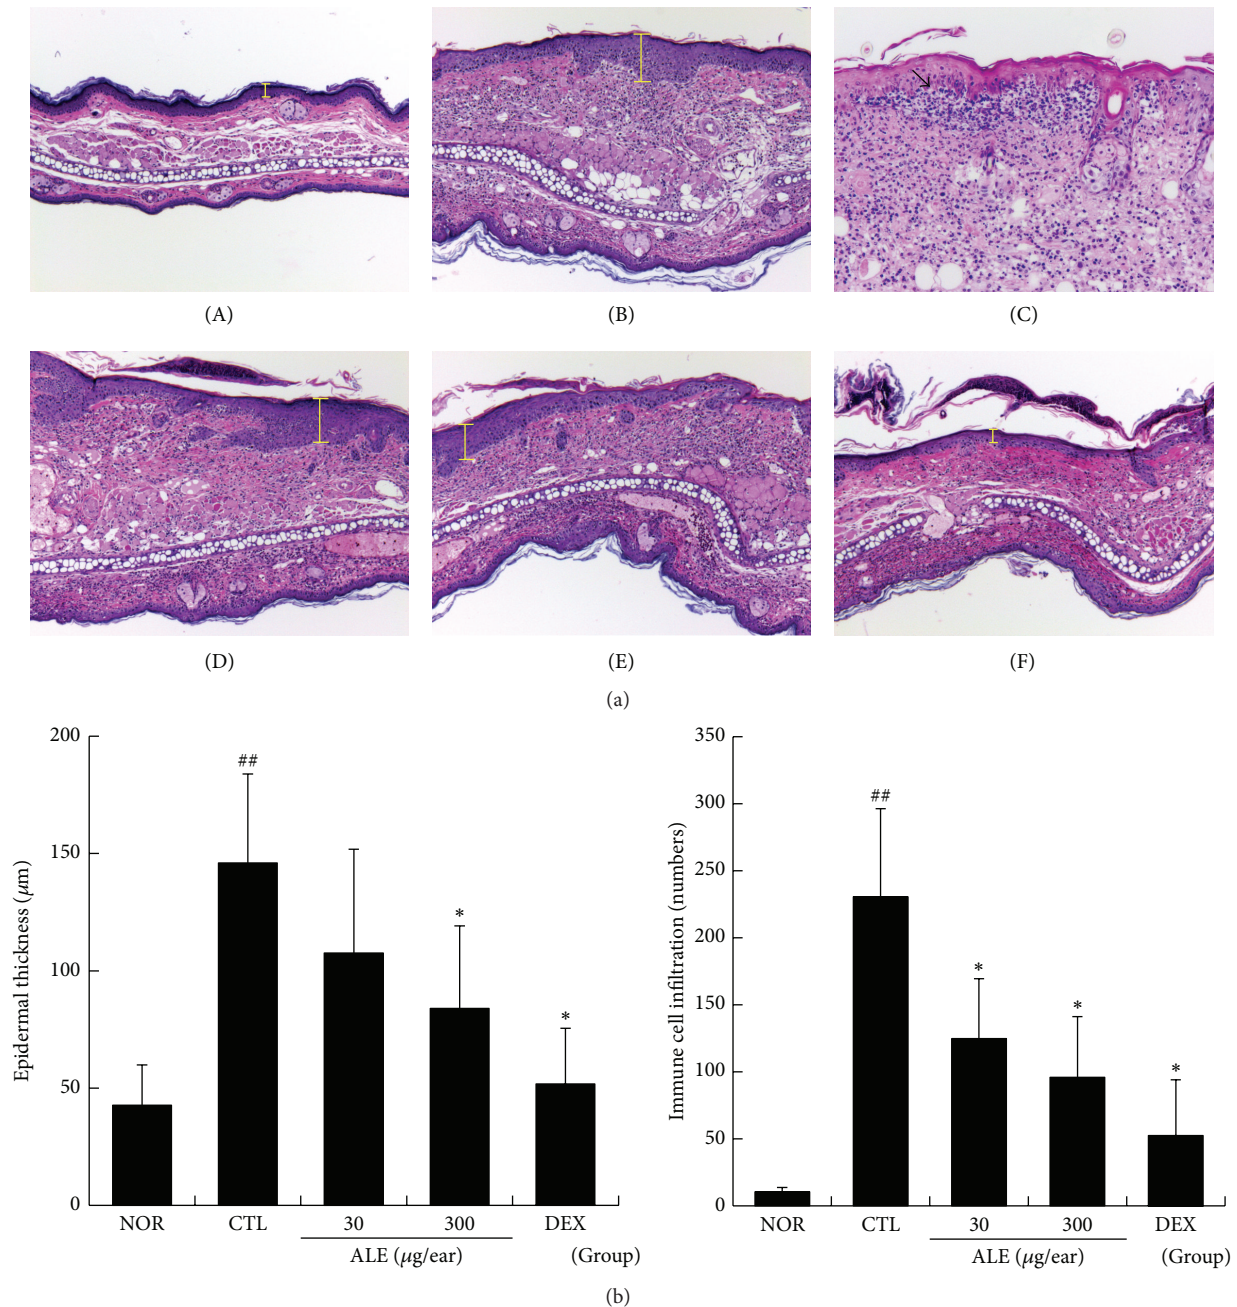 (A)
(B)
(C)
(D)
(E)
(F)
(a)
200
150
100
50
0
Epidermal thickness (μm)
##
*
*
NOR
CTL
30
300
DEX
ALE (μg/ear)
(Group)
350
300
250
200
150
100
50
0
Immune cell infiltration (numbers)
##
*
*
*
NOR
CTL
30
300
DEX
ALE (μg/ear)
(Group)
(b)